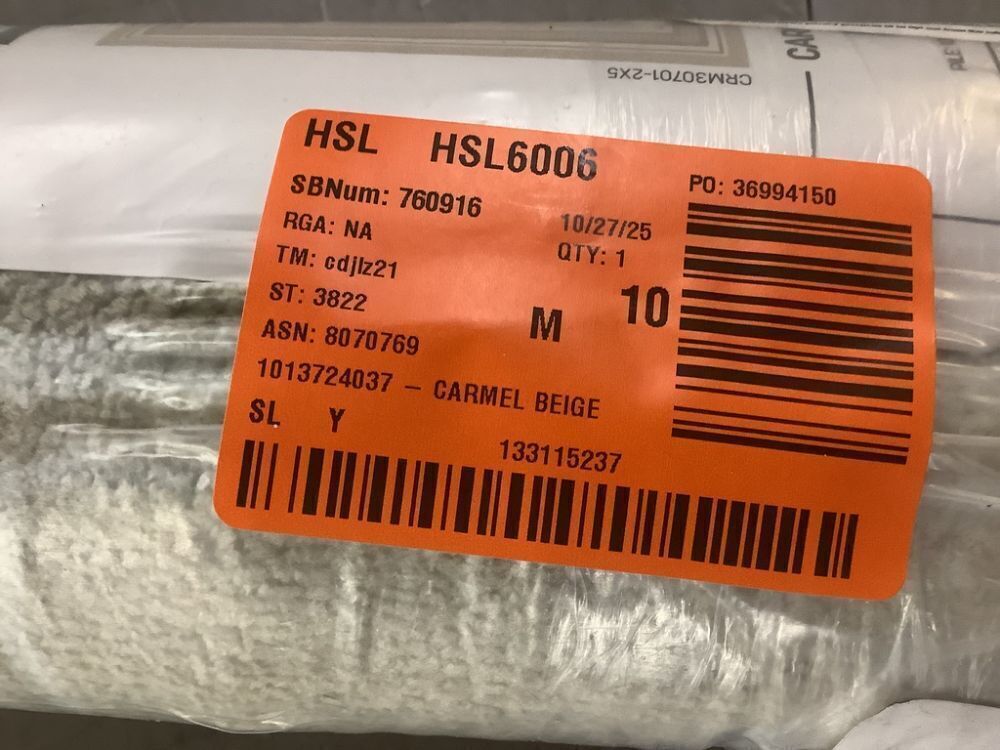 CRM30701-2X5
CAR
HSL HSL6006
SBNum: 760916
PO: 36994150
RGA: NA
10/27/25
TM: cdjlz21
QTY: 1
ST: 3822
M 10
ASN: 8070769
1013724037 – CARMEL BEIGE
SL Y
133115237